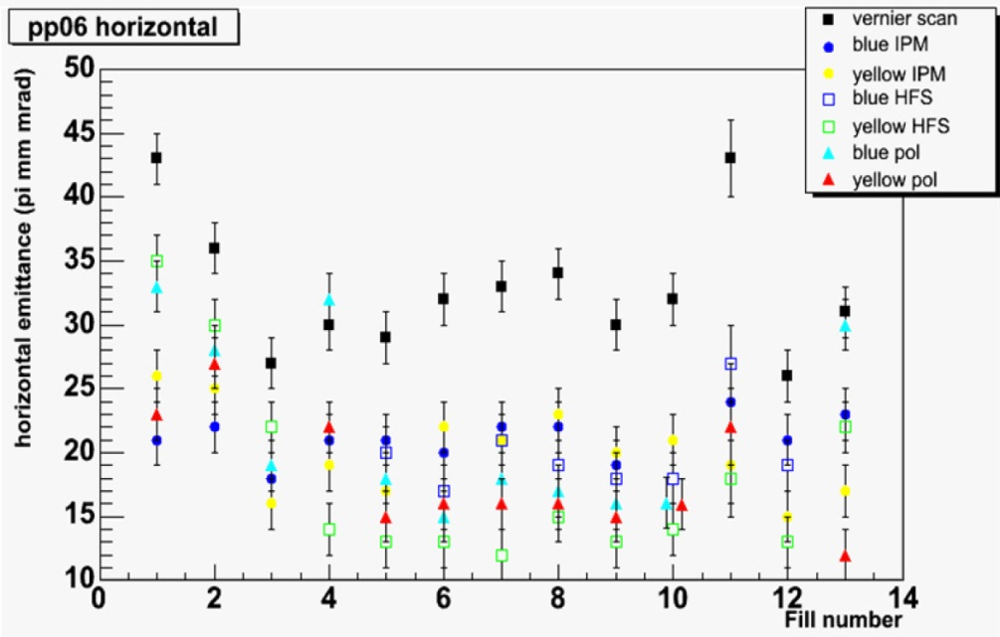 pp06 horizontal
vernier scan
blue IPM
yellow IPM
blue HFS
yellow HFS
blue pol
yellow pol
horizontal emittance (pi mm mrad)
50
45
40
35
30
25
20
15
10
0 2 4 6 8 10 12 14
Fill number